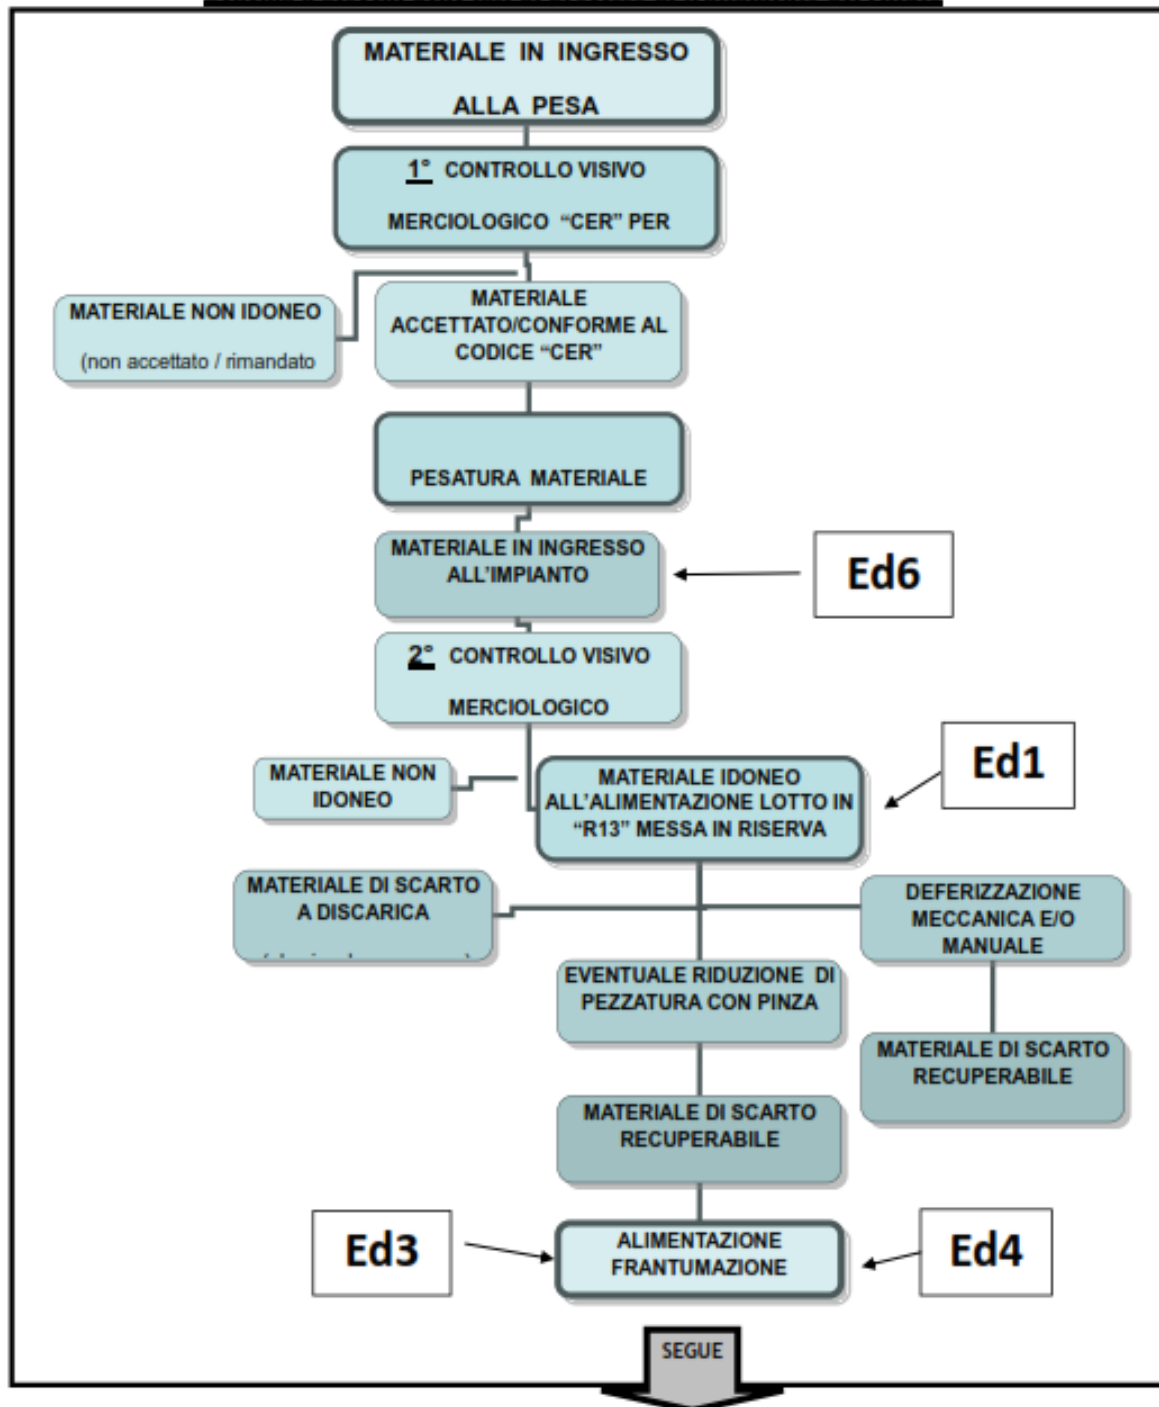 MATERIALE IN INGRESSO
ALLA PESA
1° CONTROLLO VISIVO
MERCIOLOGICO “CER” PER
MATERIALE NON IDONEO
(non accettato / rimandato
MATERIALE
ACCETTATO/CONFORME AL
CODICE “CER”
PESATURA MATERIALE
MATERIALE IN INGRESSO
ALL’IMPIANTO
Ed6
2° CONTROLLO VISIVO
MERCIOLOGICO
Ed1
MATERIALE NON
IDONEO
MATERIALE IDONEO
ALL’ALIMENTAZIONE LOTTO IN
“R13” MESSA IN RISERVA
MATERIALE DI SCARTO
A DISCARICA
DEFERIZZAZIONE
MECCANICA E/O
MANUALE
EVENTUALE RIDUZIONE DI
PEZZATURA CON PINZA
MATERIALE DI SCARTO
RECUPERABILE
MATERIALE DI SCARTO
RECUPERABILE
Ed3
ALIMENTAZIONE
FRANTUMAZIONE
Ed4
SEGUE